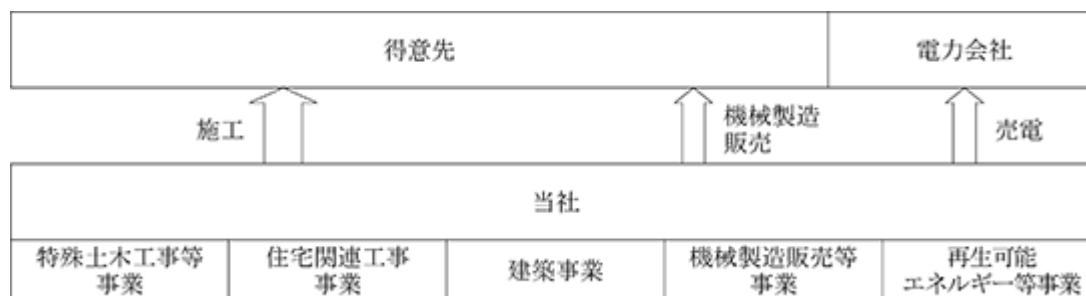 得意先
電力会社
施工
機械製造
販売
売電
当社
特殊土木工事等
事業
住宅関連工事
事業
建築事業
機械製造販売等
事業
再生可能
エネルギー等事業